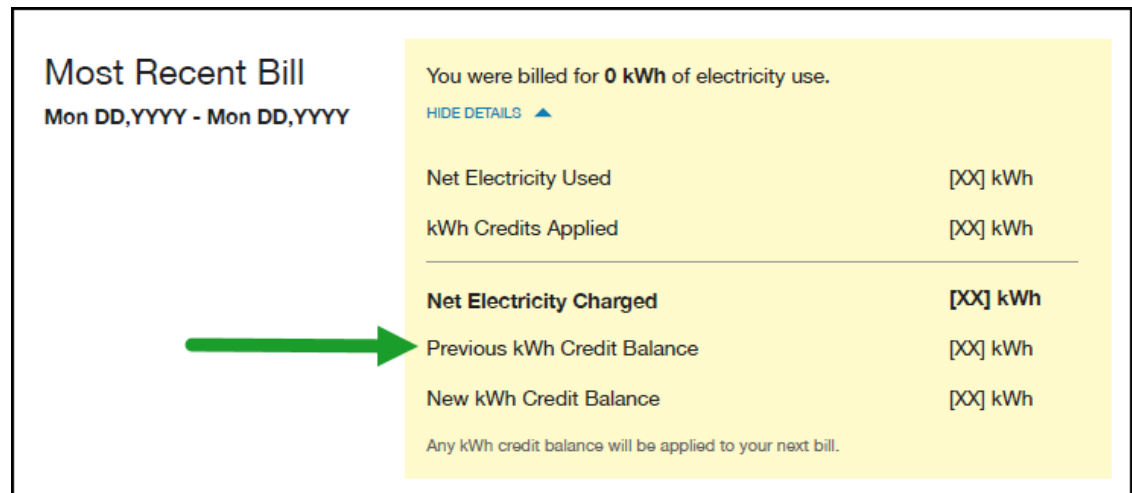 Most Recent Bill
Mon DD,YYYY - Mon DD,YYYY
You were billed for 0 kWh of electricity use.
HIDE DETAILS
Net Electricity Used [XX] kWh
kWh Credits Applied [XX] kWh
Net Electricity Charged [XX] kWh
Previous kWh Credit Balance [XX] kWh
New kWh Credit Balance [XX] kWh
Any kWh credit balance will be applied to your next bill.